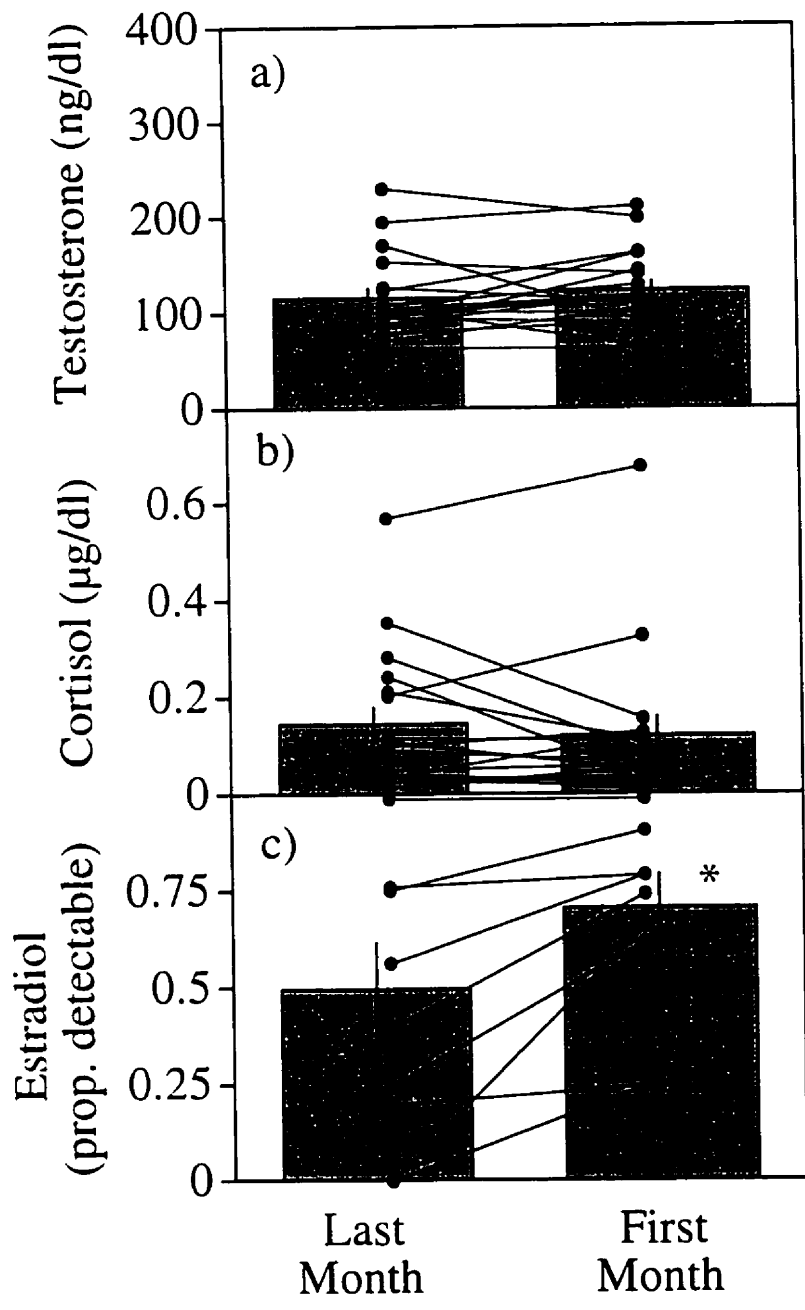 Testosterone (ng/dl)
400
300
200
100
0
a)
Cortisol (µg/dl)
0.6
0.4
0.2
0
b)
Estradiol
(prop. detectable)
0.75
0.5
0.25
0
c)
*
Last
Month
First
Month